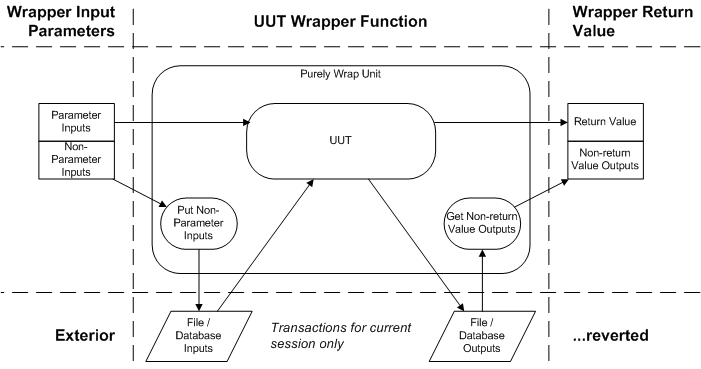 Wrapper Input
Parameters
UUT Wrapper Function
Wrapper Return
Value
Purely Wrap Unit
Parameter
Inputs
Non-
Parameter
Inputs
UUT
Return Value
Non-return
Value Outputs
Put Non-
Parameter
Inputs
Get Non-return
Value Outputs
Exterior
File /
Database
Inputs
Transactions for current
session only
File /
Database
Outputs
...reverted